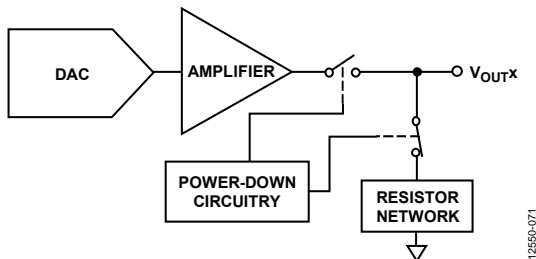 DAC
AMPLIFIER
VOUTx
POWER-DOWN
CIRCUITRY
RESISTOR
NETWORK
12550-071